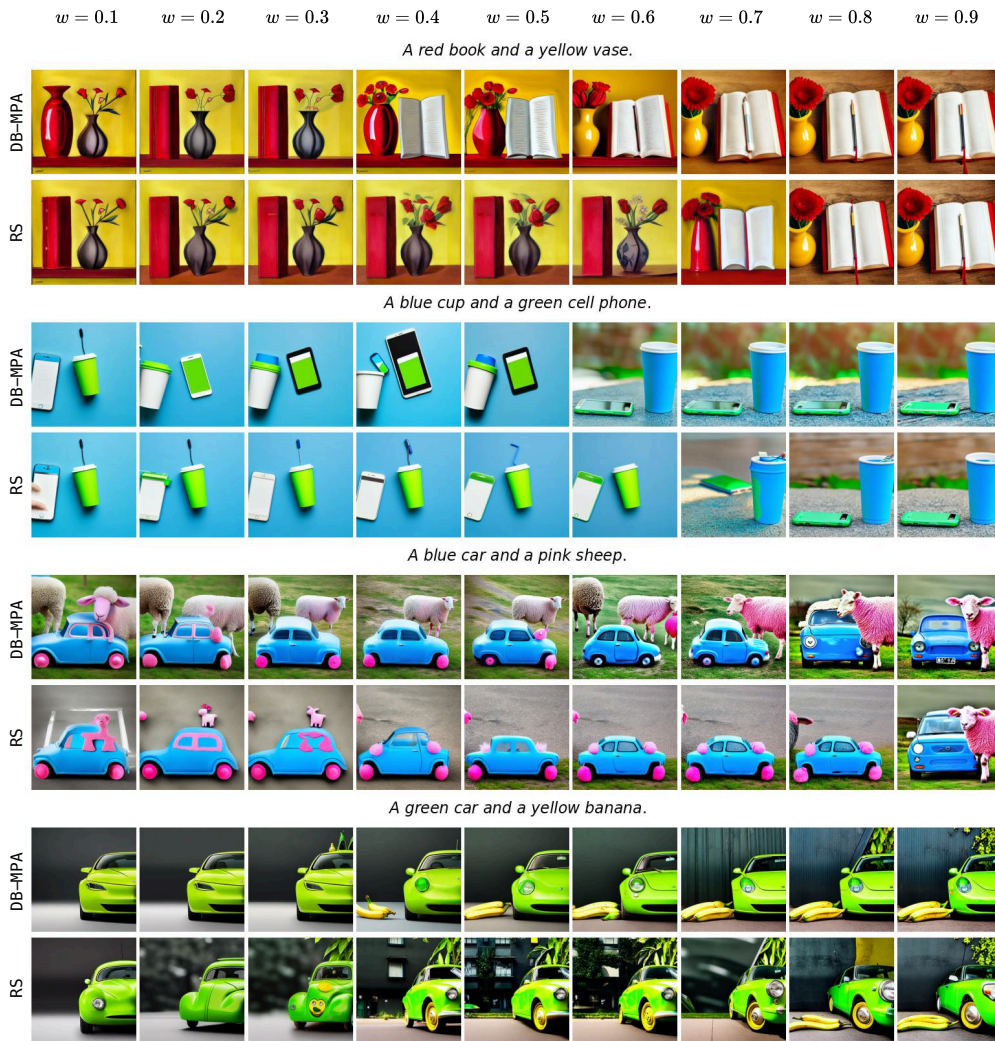 w = 0.1 w = 0.2 w = 0.3 w = 0.4 w = 0.5 w = 0.6 w = 0.7 w = 0.8 w = 0.9
A red book and a yellow vase.
DB–MPA
RS
A blue cup and a green cell phone.
DB–MPA
RS
A blue car and a pink sheep.
DB–MPA
RS
A green car and a yellow banana.
DB–MPA
RS